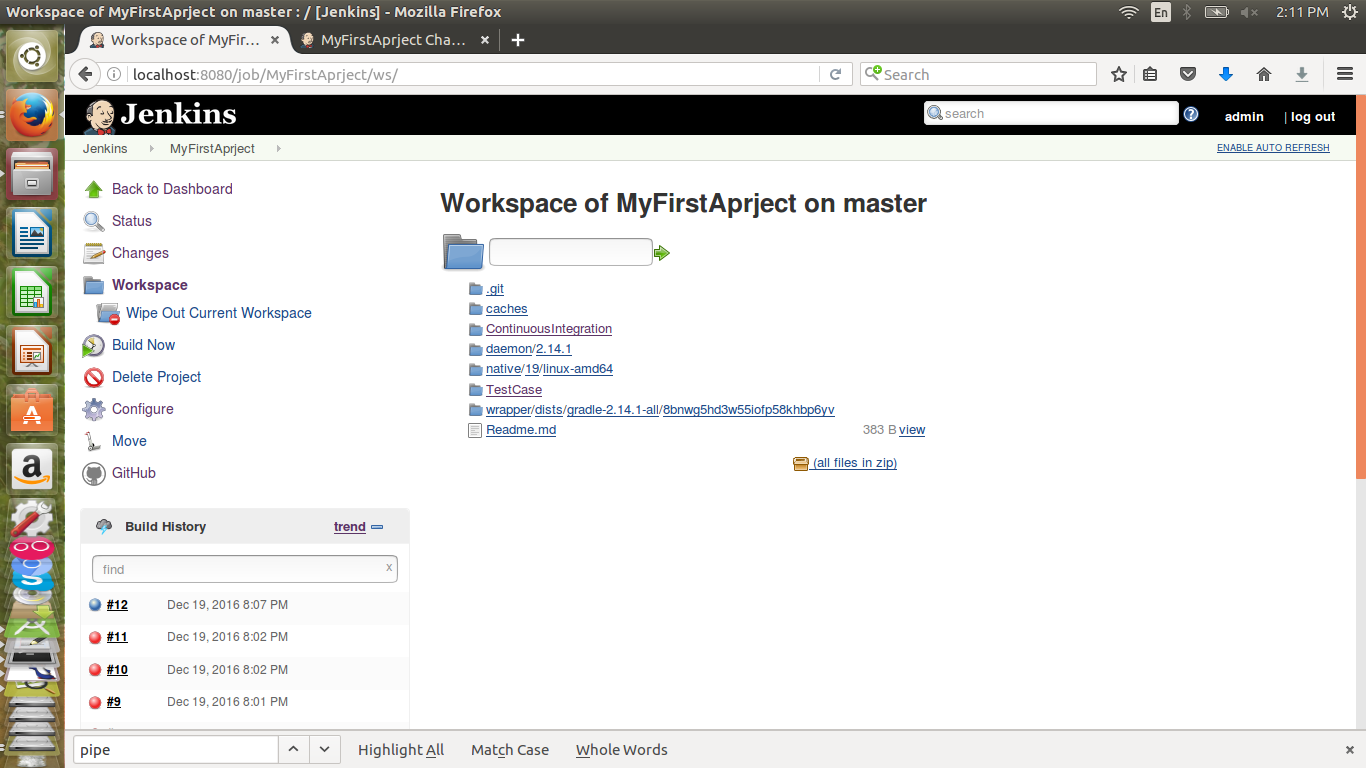 Workspace of MyFirstAprject on master : / [Jenkins] - Mozilla Firefox
En
2:11 PM
Workspace of MyFir...
MyFirstAprject Cha...
localhost:8080/job/MyFirstAprject/ws/
Search
Jenkins
search
admin
| log out
Jenkins
MyFirstAprject
ENABLE AUTO REFRESH
Back to Dashboard
Status
Changes
Workspace
Wipe Out Current Workspace
Build Now
Delete Project
Configure
Move
GitHub
Build History
trend
find
x
#12 Dec 19, 2016 8:07 PM
#11 Dec 19, 2016 8:02 PM
#10 Dec 19, 2016 8:02 PM
#9 Dec 19, 2016 8:01 PM
Workspace of MyFirstAprject on master
.git
caches
ContinuousIntegration
daemon/2.14.1
native/19/linux-amd64
TestCase
wrapper/dists/gradle-2.14.1-all/8bnwg5hd3w55iofp58khbp6yv
Readme.md 383 B view
(all files in zip)
pipe
Highlight All
Match Case
Whole Words